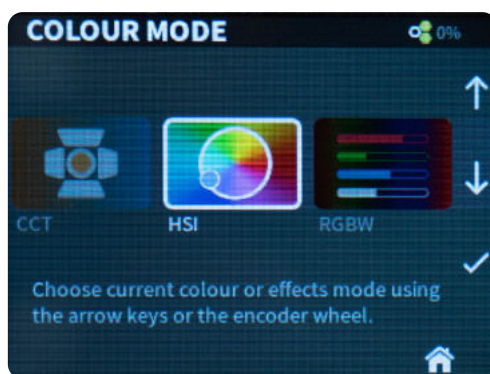 COLOUR MODE
0%
CCT
HSI
RGBW
Choose current colour or effects mode using
the arrow keys or the encoder wheel.